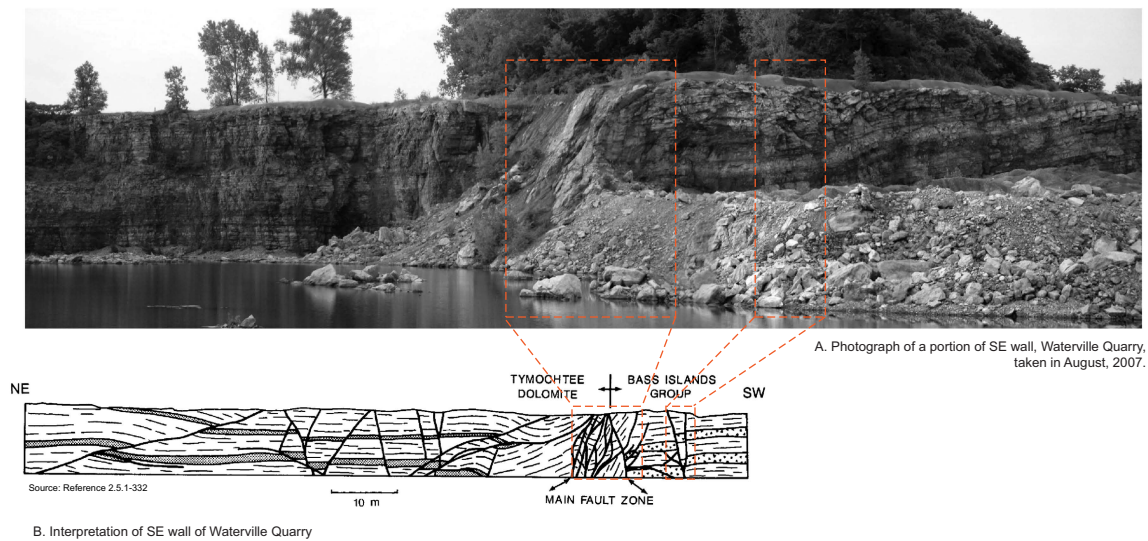 A. Photograph of a portion of SE wall, Waterville Quarry,
taken in August, 2007.
NE
TYMOCHTEE
DOLOMITE
BASS ISLANDS
GROUP
SW
Source: Reference 2.5.1-332
10 m
MAIN FAULT ZONE
B. Interpretation of SE wall of Waterville Quarry